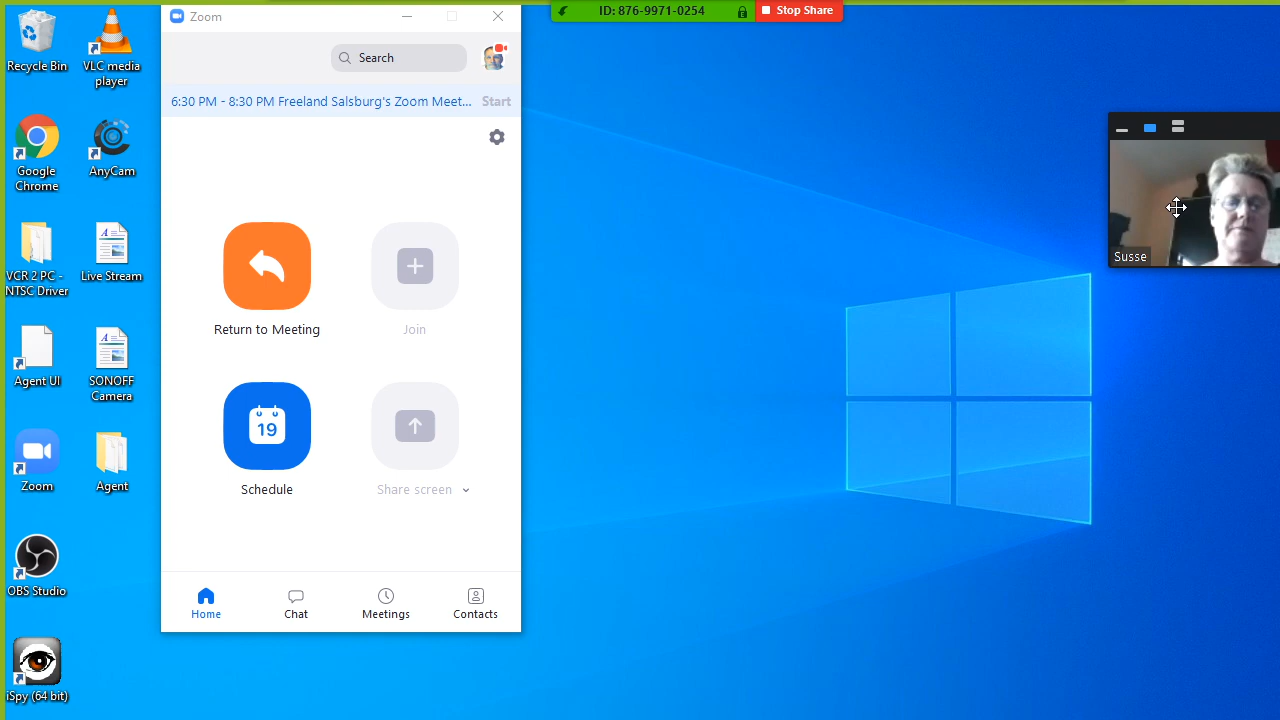 ID: 876-9971-0254
Stop Share
Zoom
Search
6:30 PM - 8:30 PM Freeland Salsburg's Zoom Meet...
Start
Return to Meeting
Join
19
Schedule
Share screen
Home
Chat
Meetings
Contacts
Recycle Bin
VLC media
player
Google
Chrome
AnyCam
VCR 2 PC -
NTSC Driver
Live Stream
Agent UI
SONOFF
Camera
Zoom
Agent
OBS Studio
iSpy (64 bit)
Susse